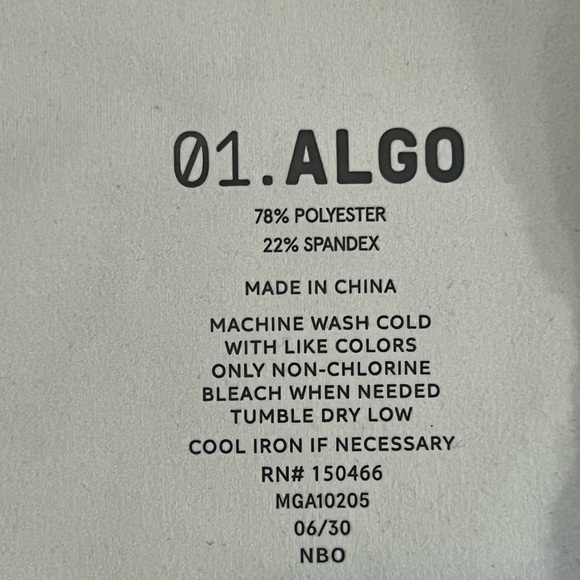 01.ALGO
78% POLYESTER
22% SPANDEX
MADE IN CHINA
MACHINE WASH COLD
WITH LIKE COLORS
ONLY NON-CHLORINE
BLEACH WHEN NEEDED
TUMBLE DRY LOW
COOL IRON IF NECESSARY
RN# 150466
MGA10205
06/30
NBO